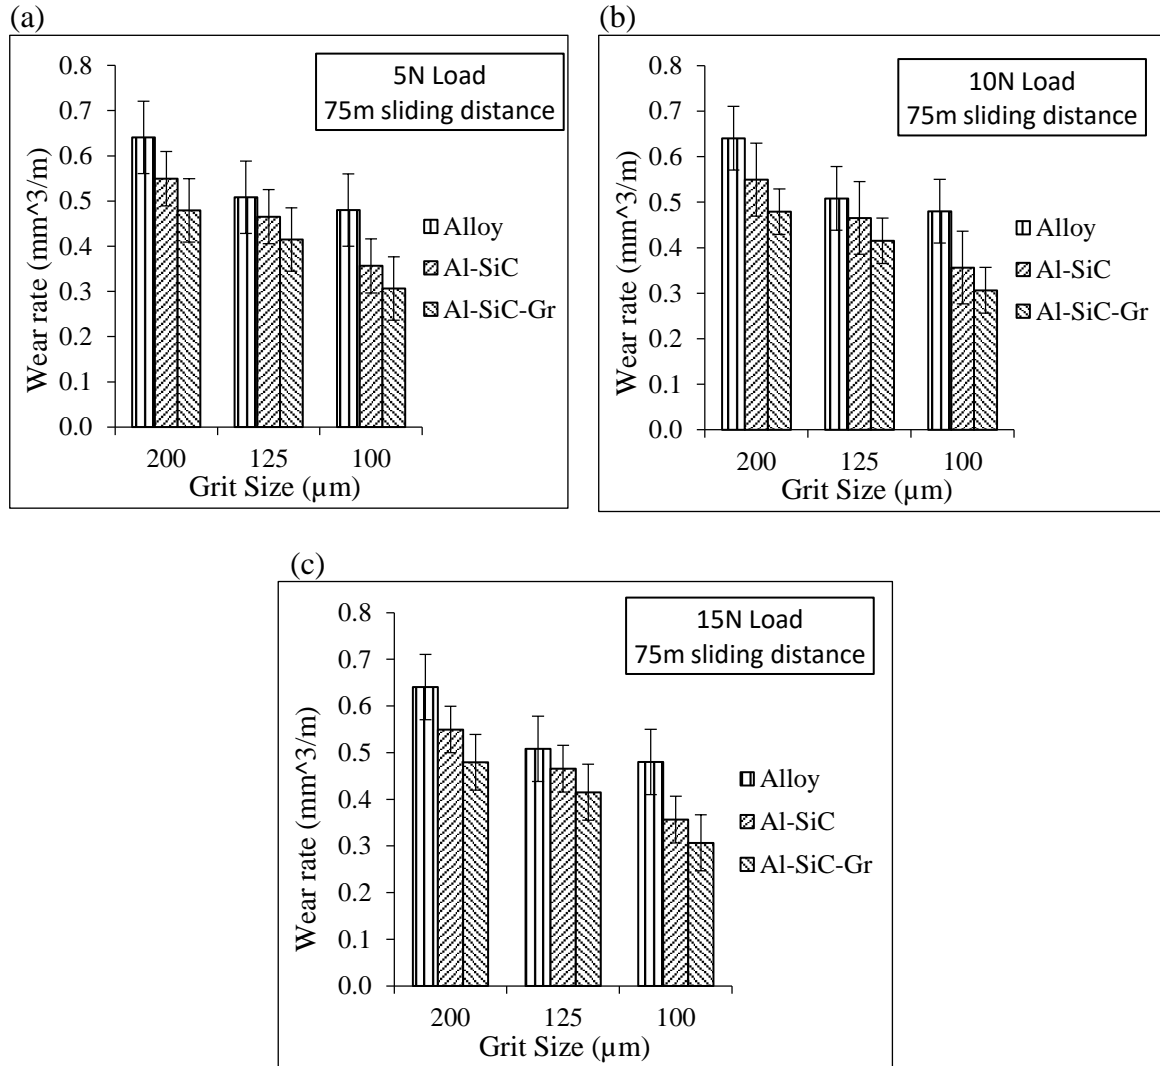 (a)
5N Load
75m sliding distance
Wear rate (mm^3/m)
0.8
0.7
0.6
0.5
0.4
0.3
0.2
0.1
0.0
200 125 100
Grit Size (µm)
Alloy
Al-SiC
Al-SiC-Gr
(b)
10N Load
75m sliding distance
Wear rate (mm^3/m)
0.8
0.7
0.6
0.5
0.4
0.3
0.2
0.1
0.0
200 125 100
Grit Size (µm)
Alloy
Al-SiC
Al-SiC-Gr
(c)
15N Load
75m sliding distance
Wear rate (mm^3/m)
0.8
0.7
0.6
0.5
0.4
0.3
0.2
0.1
0.0
200 125 100
Grit Size (µm)
Alloy
Al-SiC
Al-SiC-Gr